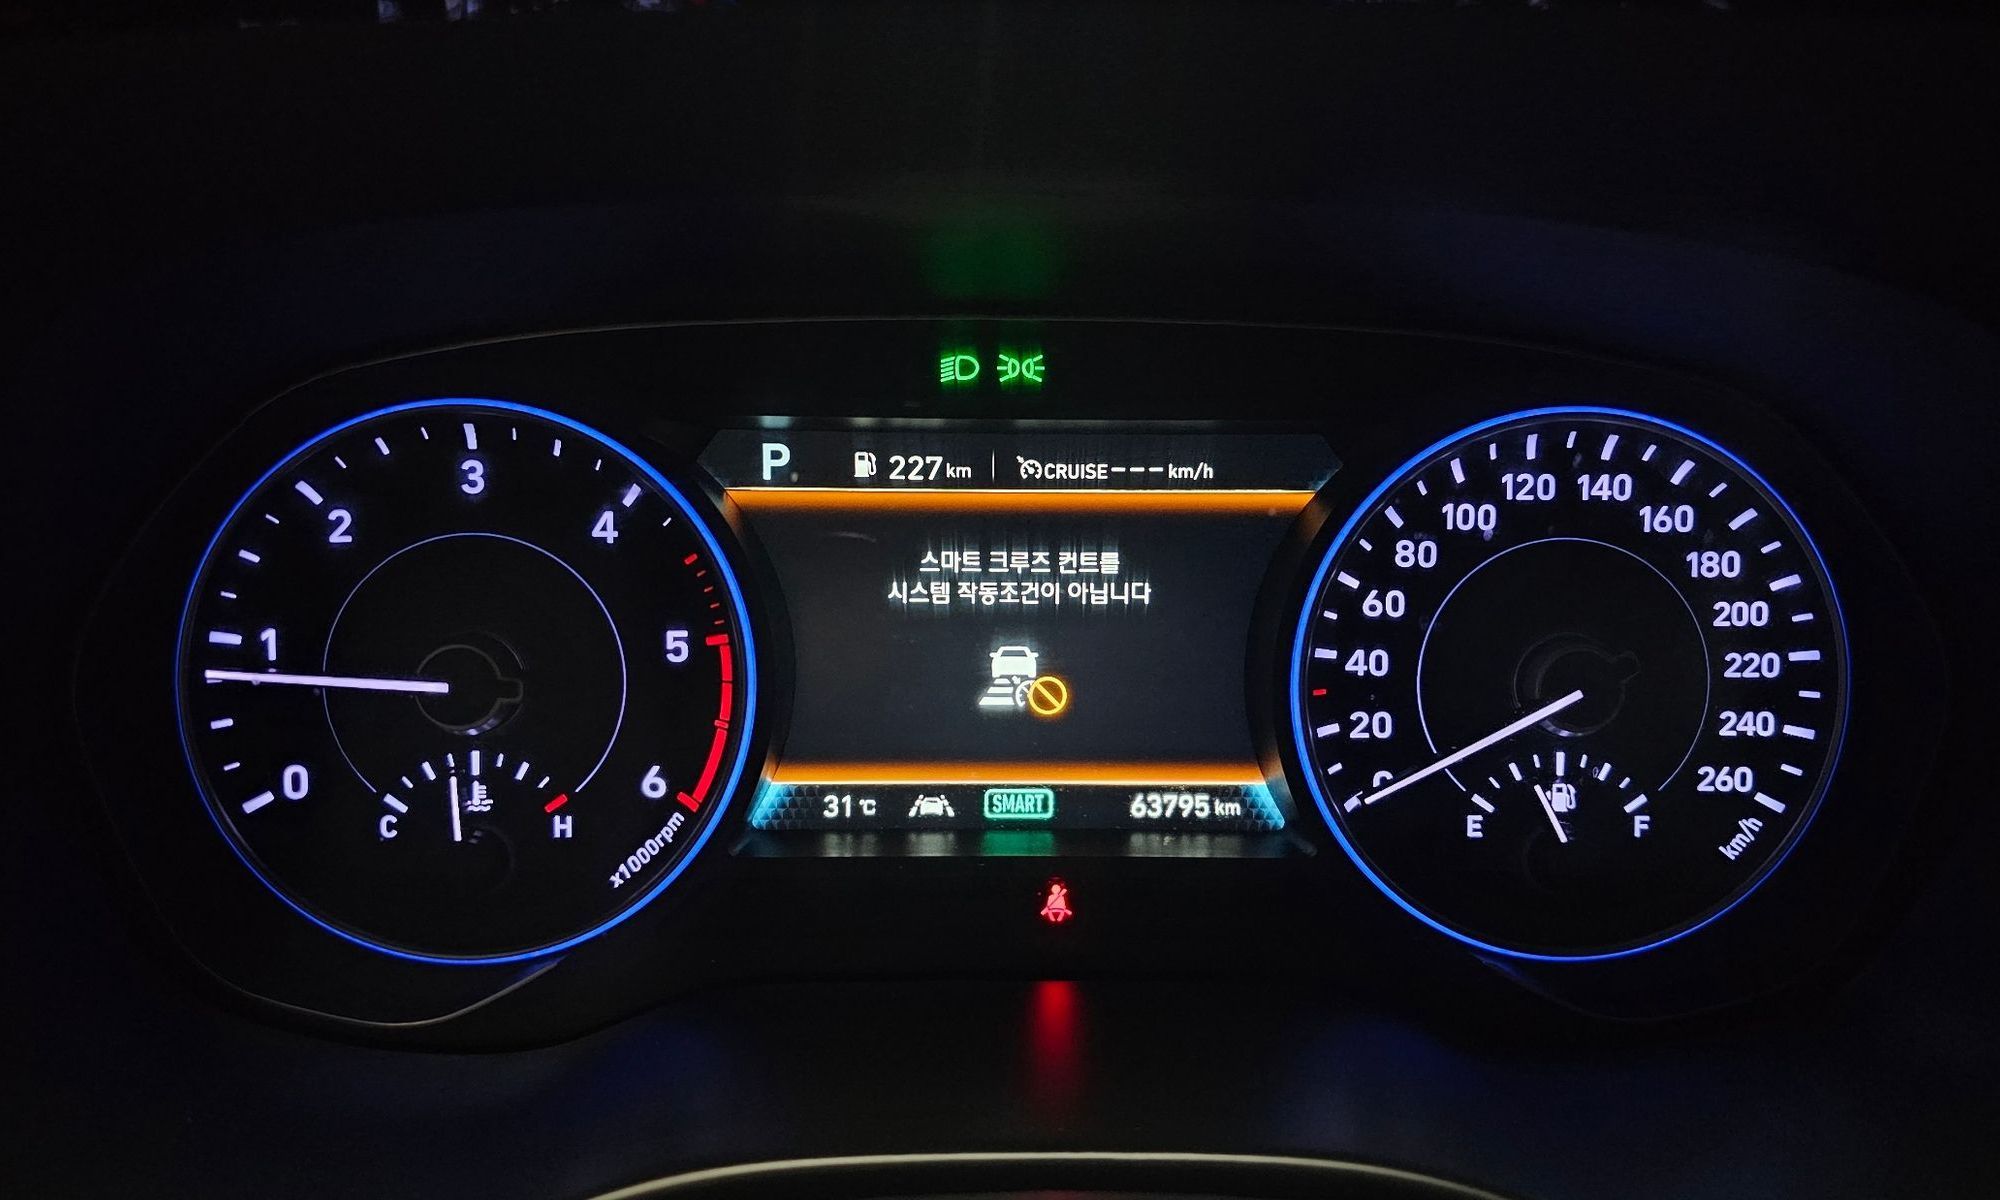 P 227 km CRUISE --- km/h
스마트 크루즈 컨트롤
시스템 작동조건이 아닙니다
31 °C SMART 63795 km
0 1 2 3 4 5 6
x1000rpm
C H
0 20 40 60 80 100 120 140 160 180 200 220 240 260
km/h
E F